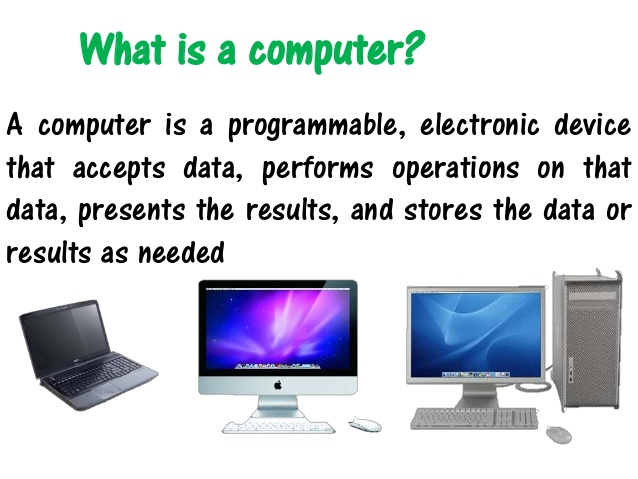 What is a computer?
A computer is a programmable, electronic device
that accepts data, performs operations on that
data, presents the results, and stores the data or
results as needed